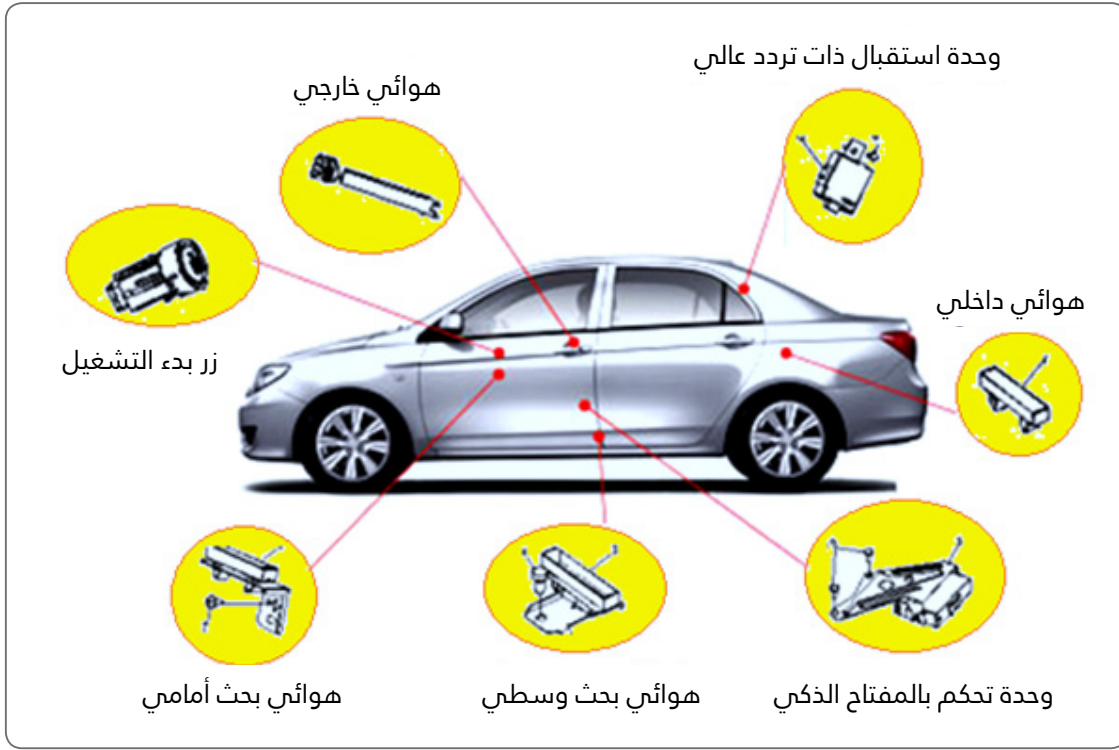 وحدة استقبال ذات تردد عالي
هوائي خارجي
هوائي داخلي
زر بدء التشغيل
وحدة تحكم بالمفتاح الذكي
هوائي بحث وسطي
هوائي بحث أمامي